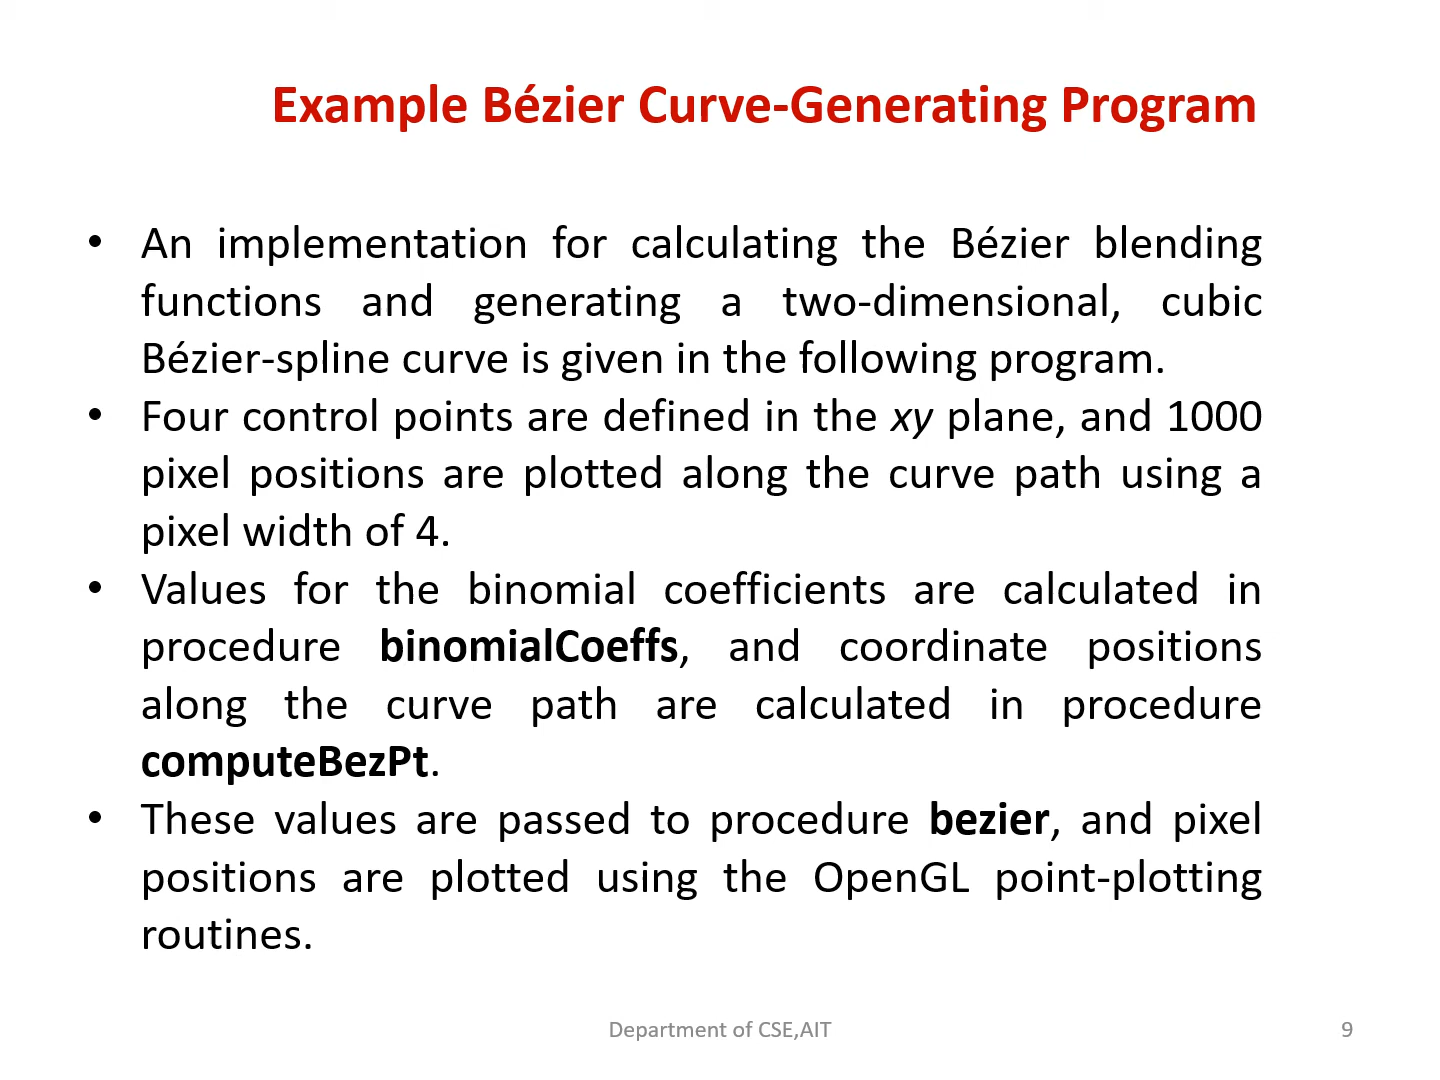 Example Bézier Curve-Generating Program
• An implementation for calculating the Bézier blending
functions and generating a two-dimensional, cubic
Bézier-spline curve is given in the following program.
• Four control points are defined in the xy plane, and 1000
pixel positions are plotted along the curve path using a
pixel width of 4.
• Values for the binomial coefficients are calculated in
procedure binomialCoeffs, and coordinate positions
along the curve path are calculated in procedure
computeBezPt.
• These values are passed to procedure bezier, and pixel
positions are plotted using the OpenGL point-plotting
routines.
Department of CSE,AIT
9